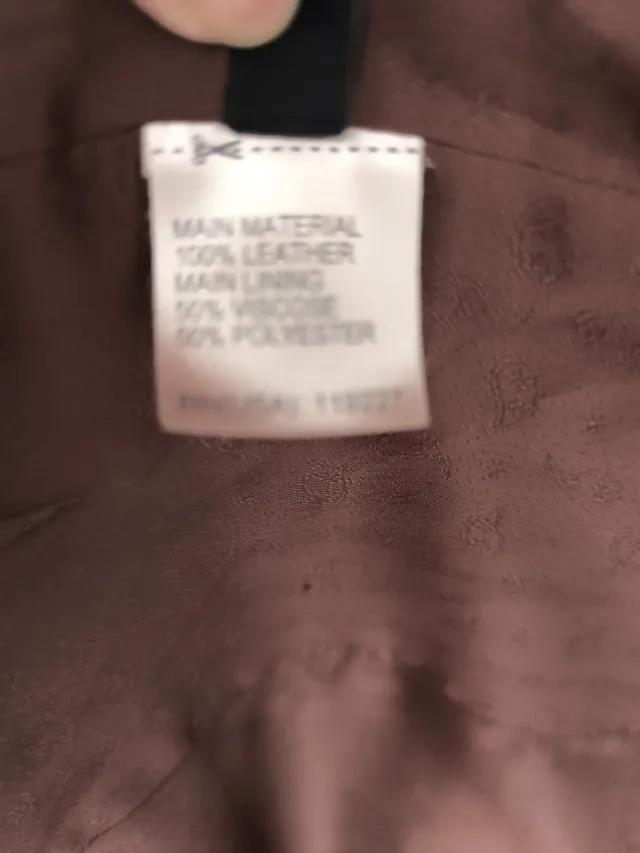 MAIN MATERIAL
100% LEATHER
MAIN LINING
50% VISCOSE
50% POLYESTER